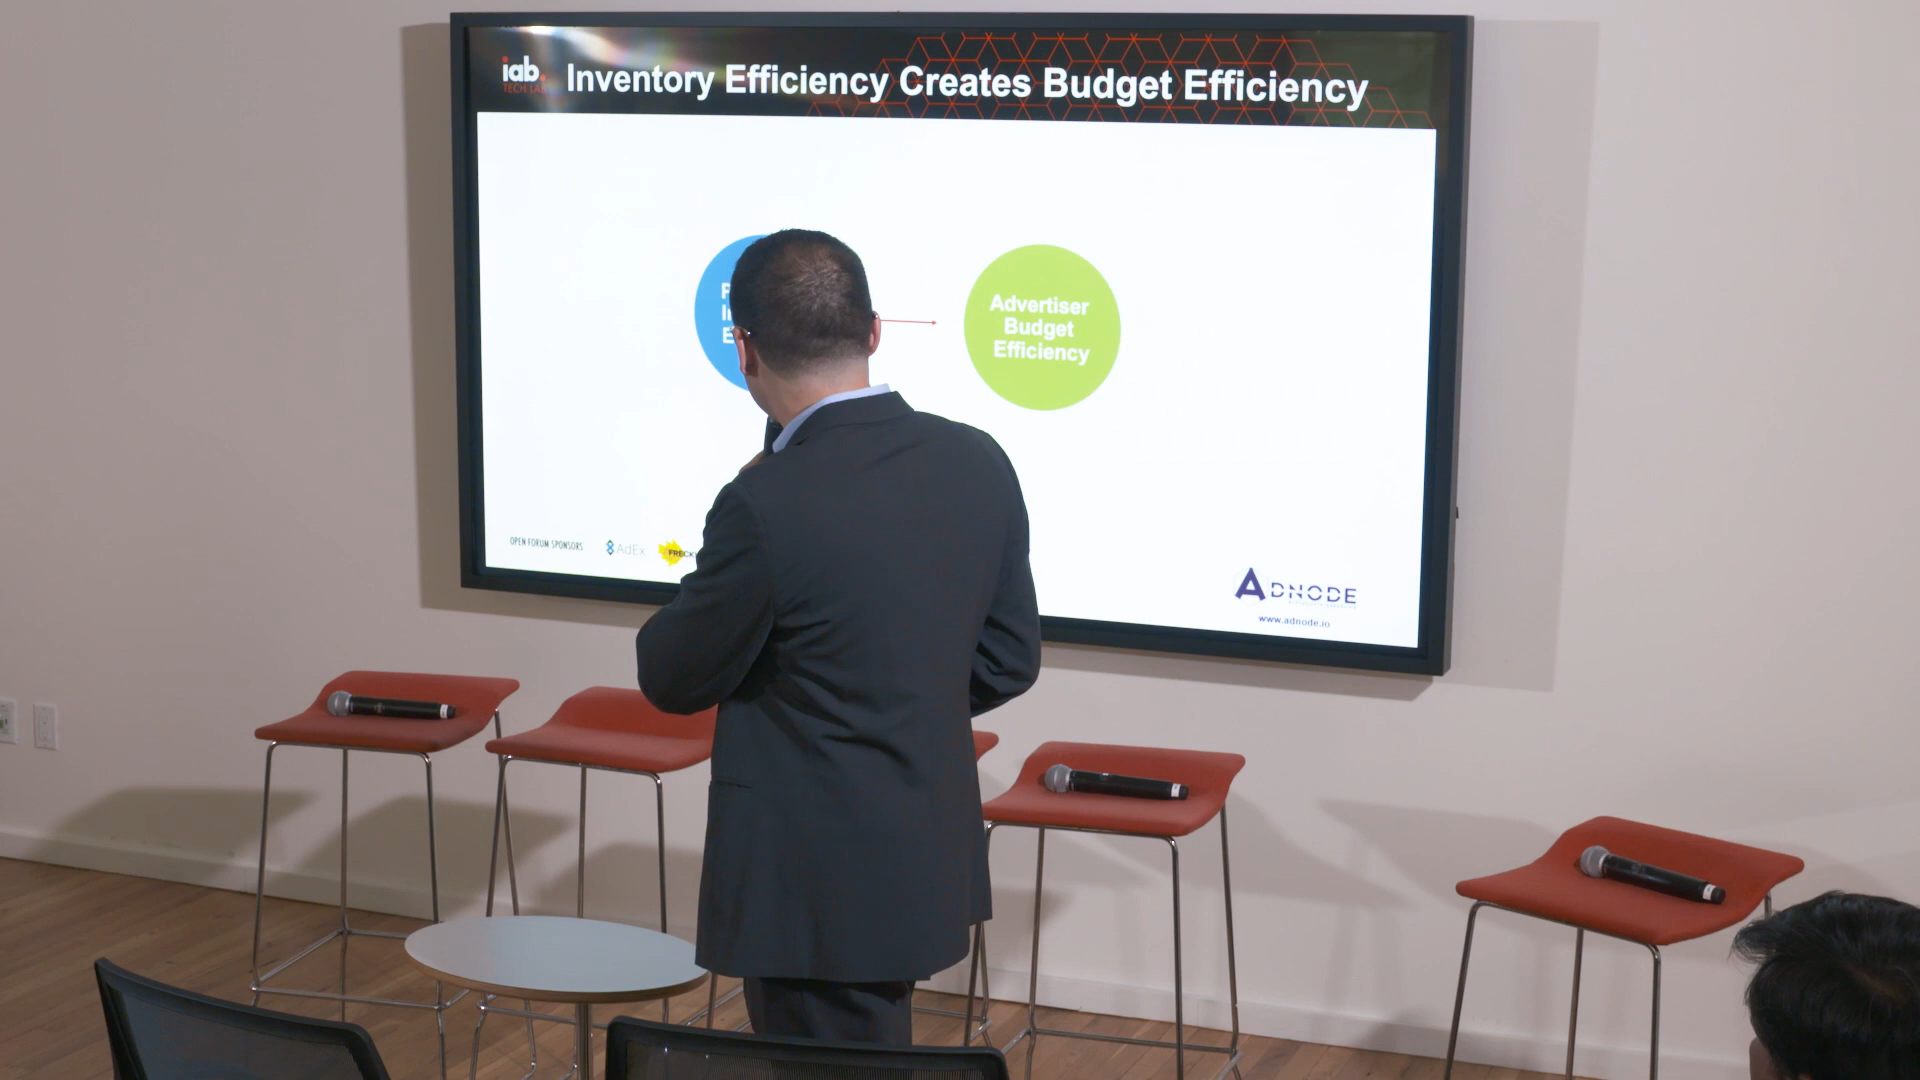 iab.
TECH LAB
Inventory Efficiency Creates Budget Efficiency
Advertiser
Budget
Efficiency
OPEN FORUM SPONSORS
AdEx
ADNODE
www.adnode.io